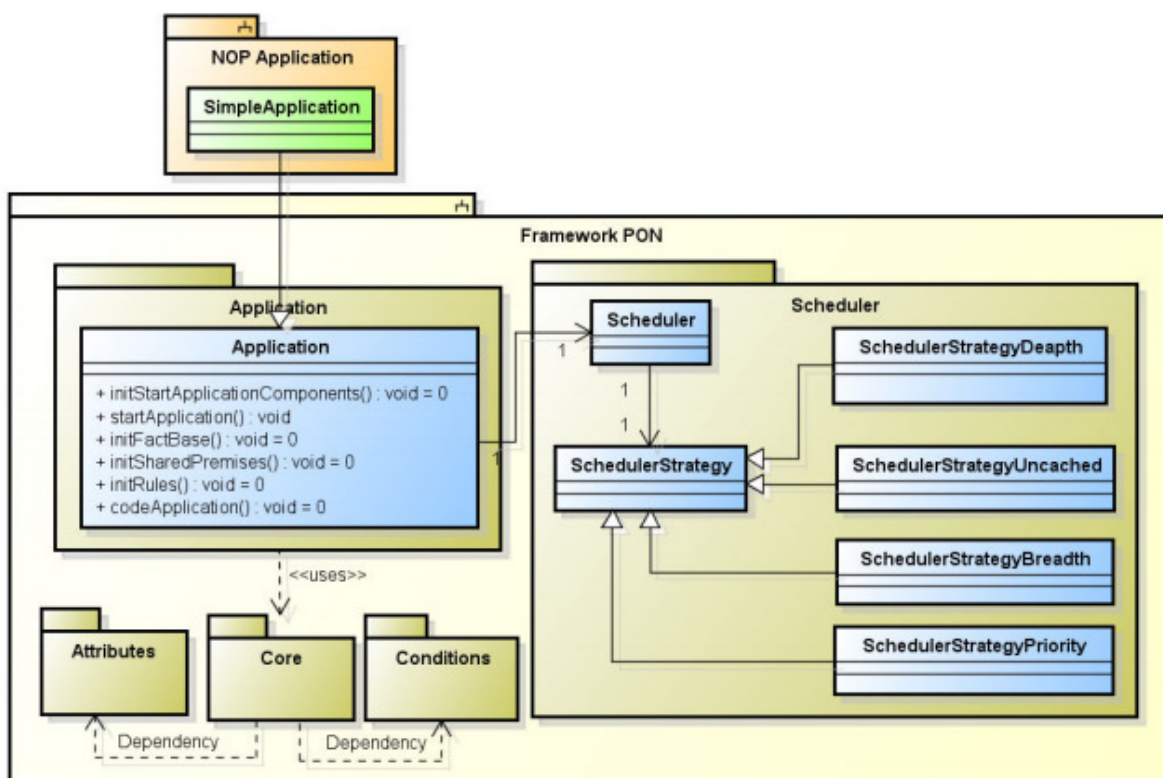 NOP Application
SimpleApplication
Framework PON
Application
Application
+ initStartApplicationComponents() : void = 0
+ startApplication() : void
+ initFactBase() : void = 0
+ initSharedPremises() : void = 0
+ initRules() : void = 0
+ codeApplication() : void = 0
1
1
Scheduler
Scheduler
1
1
SchedulerStrategy
SchedulerStrategyDeapth
SchedulerStrategyUncached
SchedulerStrategyBreadth
SchedulerStrategyPriority
<<uses>>
Attributes
Core
Conditions
Dependency
Dependency